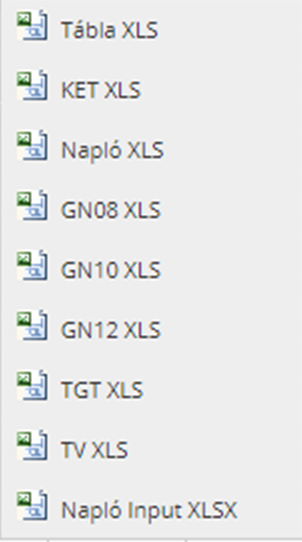 Tábla XLS
KET XLS
Napló XLS
GN08 XLS
GN10 XLS
GN12 XLS
TGT XLS
TV XLS
Napló Input XLSX